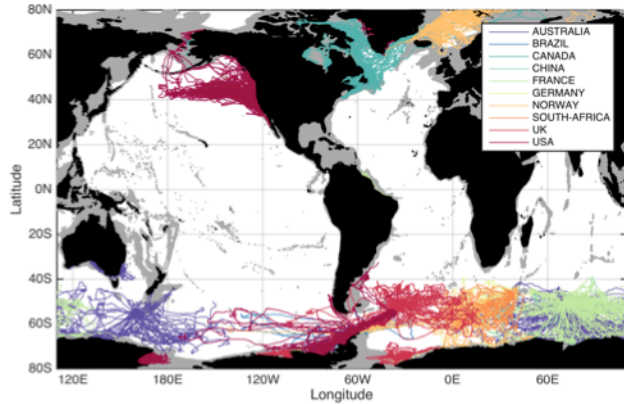 80N
60N
40N
20N
0N
20S
40S
60S
80S
Latitude
120E
180E
120W
60W
0E
60E
Longitude
AUSTRALIA
BRAZIL
CANADA
CHINA
FRANCE
GERMANY
NORWAY
SOUTH-AFRICA
UK
USA